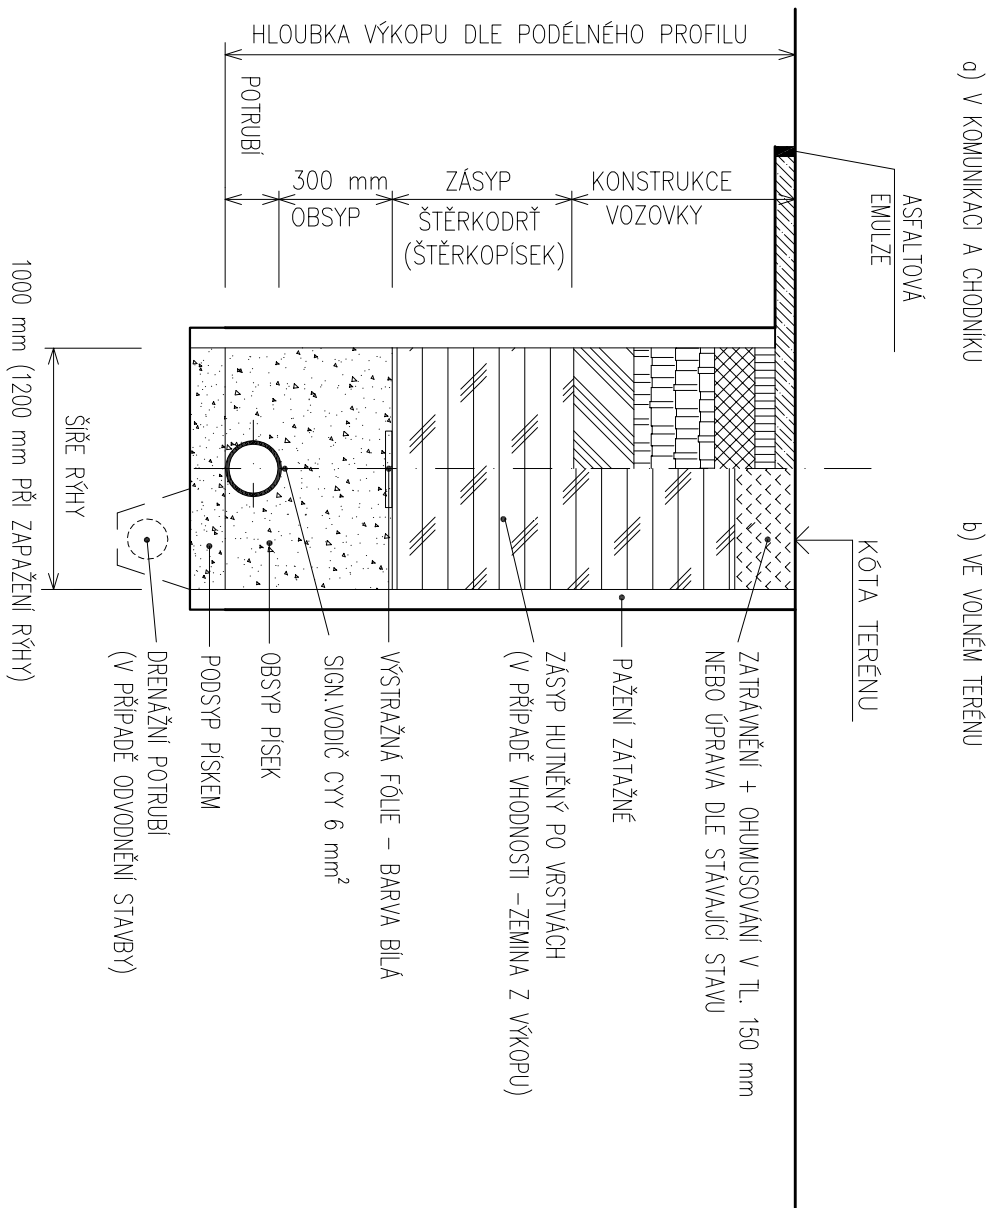 a) V KOMUNIKACI A CHODNÍKU
b) VE VOLNÉM TERÉNU
ASFALTOVÁ
EMULZE
KÓTA TERÉNU
HLOUBKA VÝKOPU DLE PODÉLNÉHO PROFILU
KONSTRUKCE
VOZOVKY
ZÁSYP
ŠTĚRKODRŤ
(ŠTĚRKOPÍSEK)
300 mm
OBSYP
POTRUBÍ
ZATRÁVNĚNÍ + OHUMUSOVÁNÍ V TL. 150 mm
NEBO ÚPRAVA DLE STÁVAJÍCÍ STAVU
PAŽENÍ ZÁTAŽNÉ
ZÁSYP HUTNĚNÝ PO VRSTVÁCH
(V PŘÍPADĚ VHODNOSTI -ZEMINA Z VÝKOPU)
VÝSTRAŽNÁ FÓLIE - BARVA BÍLÁ
SIGN.VODIČ CYY 6 mm²
OBSYP PÍSEK
PODSYP PÍSKEM
DRENÁŽNÍ POTRUBÍ
(V PŘÍPADĚ ODVODNĚNÍ STAVBY)
ŠÍŘE RÝHY
1000 mm (1200 mm PŘI ZAPAŽENÍ RÝHY)